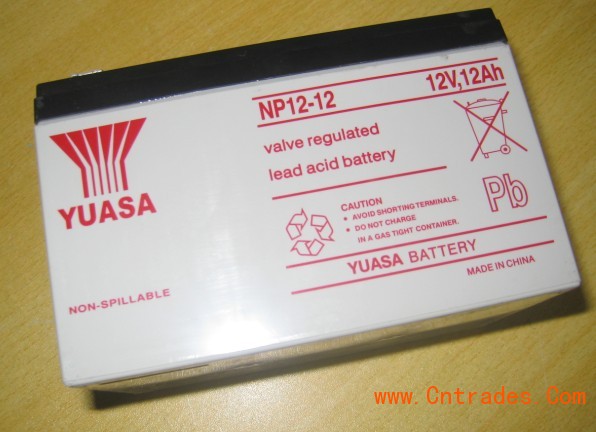 NP12-12 12V,12Ah
valve regulated
lead acid battery
YUASA
Pb
CAUTION
• AVOID SHORTING TERMINALS.
• DO NOT CHARGE
IN A GAS TIGHT CONTAINER.
YUASA BATTERY
MADE IN CHINA
NON-SPILLABLE
www.Cntrades.Com